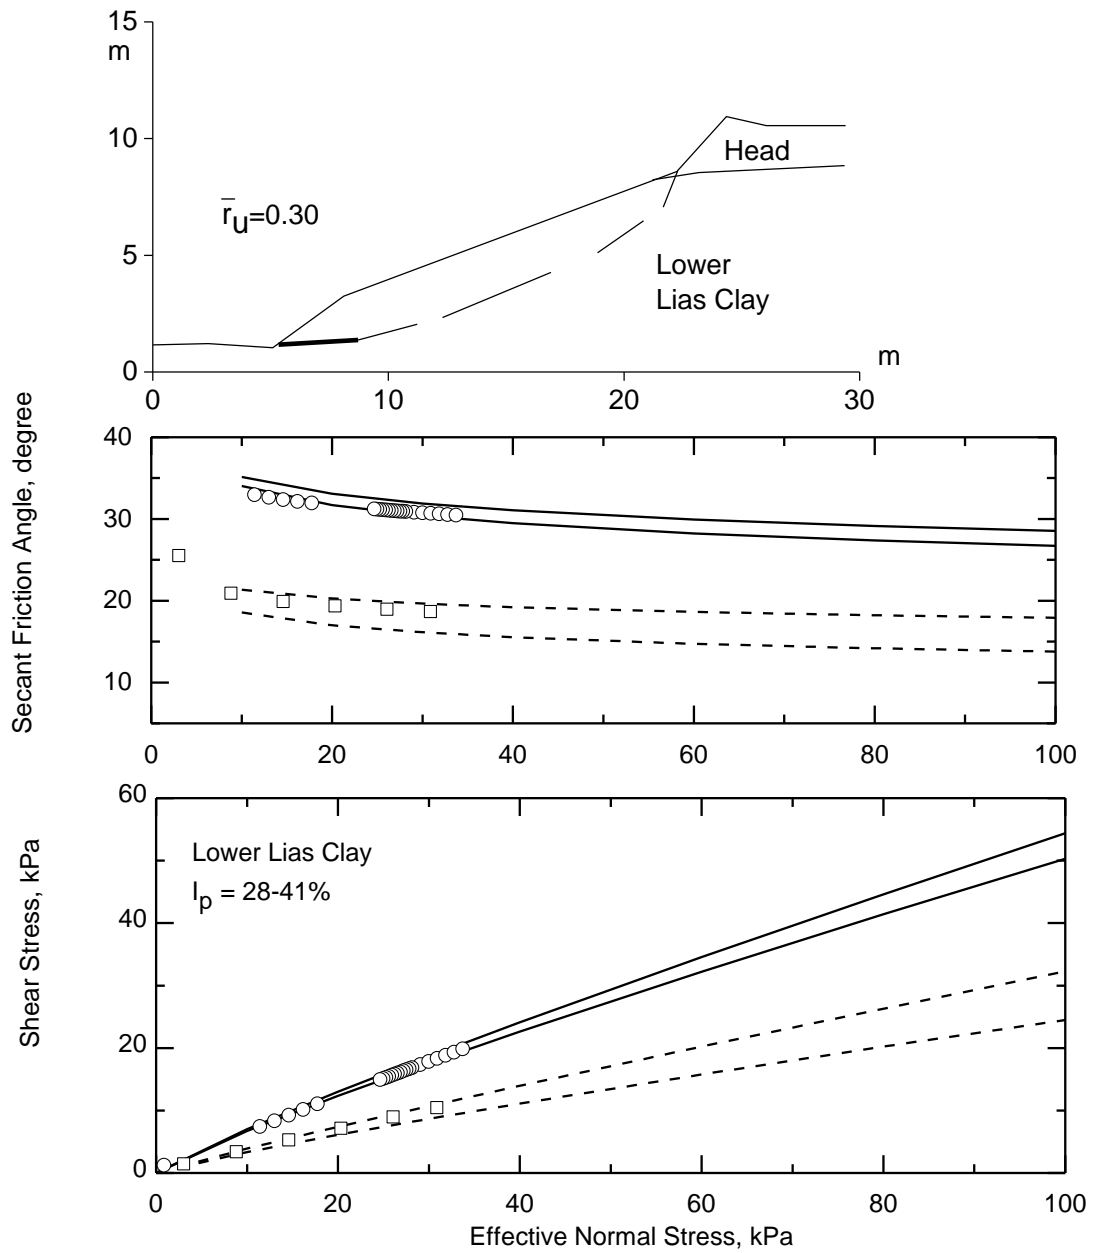 15
m
10
Head
r̅u=0.30
5
Lower
Lias Clay
0
m
0 10 20 30
Secant Friction Angle, degree
40
30
20
10
0 20 40 60 80 100
Shear Stress, kPa
60
Lower Lias Clay
Ip = 28-41%
40
20
0
0 20 40 60 80 100
Effective Normal Stress, kPa